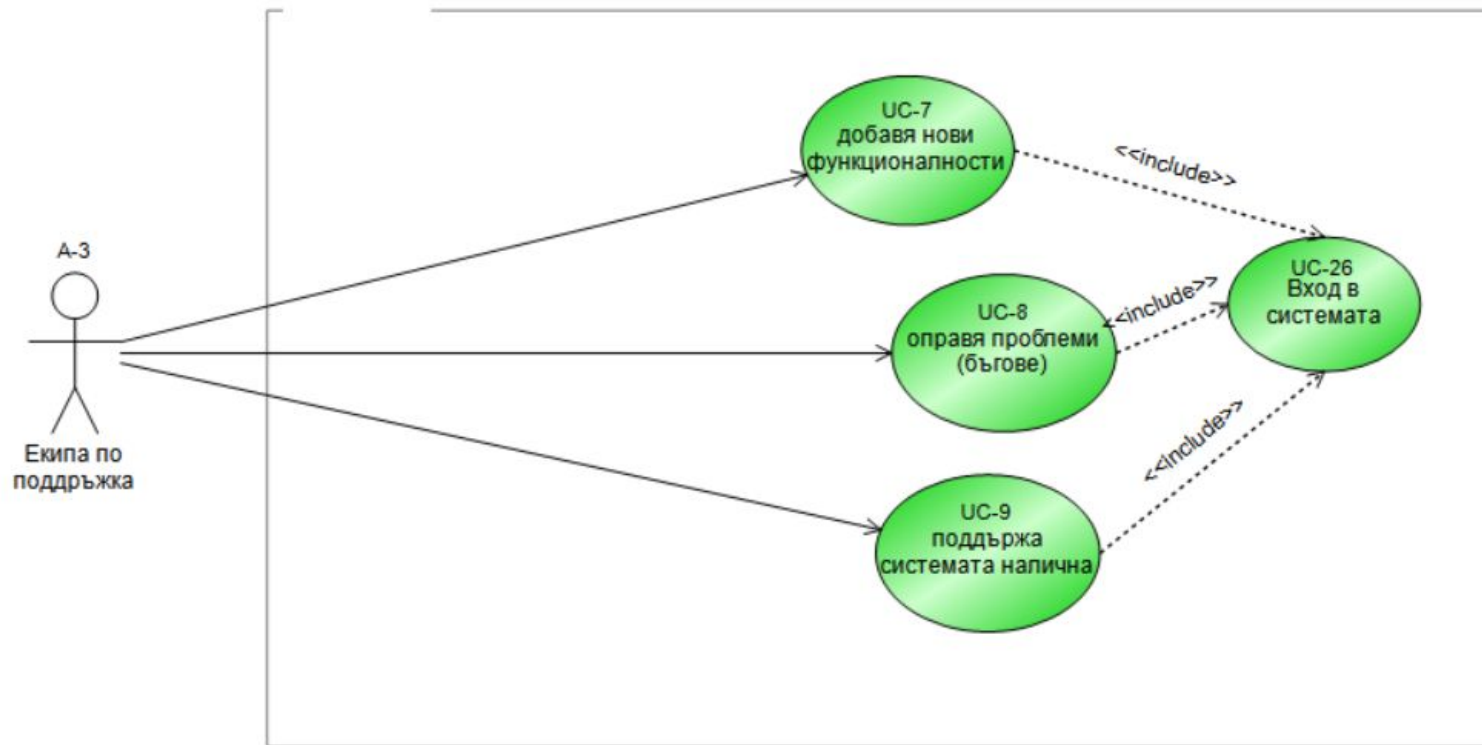 A-3
Екипа по
поддръжка
UC-7
добавя нови
функционалности
<<include>>
UC-8
оправя проблеми
(бъгове)
<<include>>
UC-26
Вход в
системата
UC-9
поддържа
системата налична
<<include>>